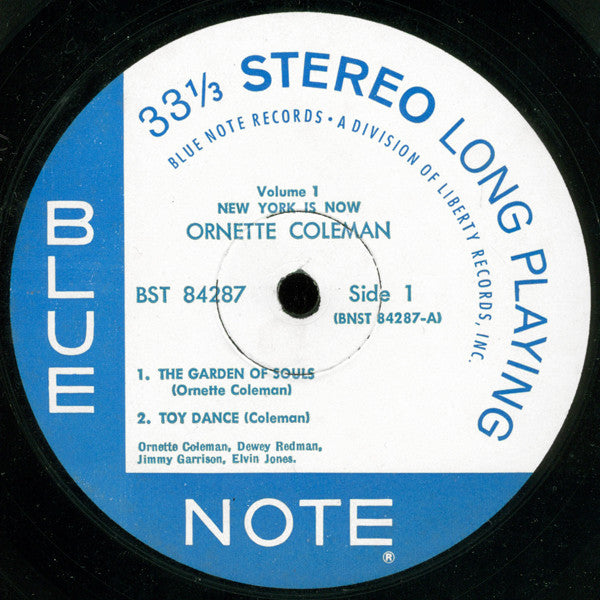 33⅓ STEREO LONG PLAYING
BLUE NOTE RECORDS • A DIVISION OF LIBERTY RECORDS, INC.
Volume 1
NEW YORK IS NOW
ORNETTE COLEMAN
BST 84287
Side 1
(BNST 84287-A)
1. THE GARDEN OF SOULS
(Ornette Coleman)
2. TOY DANCE (Coleman)
Ornette Coleman, Dewey Redman,
Jimmy Garrison, Elvin Jones.
BLUE
NOTE®